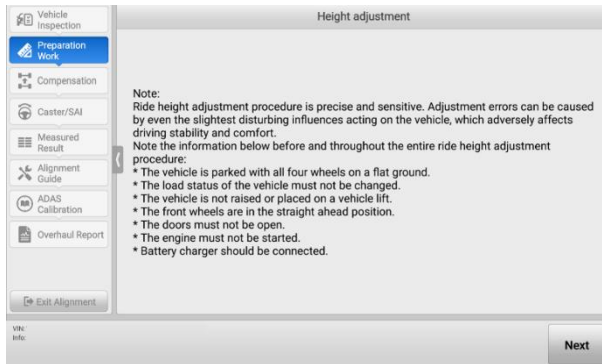 Vehicle
Inspection
Preparation
Work
Compensation
Caster/SAI
Measured
Result
Alignment
Guide
ADAS
Calibration
Overhaul Report
Exit Alignment
Height adjustment
Note:
Ride height adjustment procedure is precise and sensitive. Adjustment errors can be caused
by even the slightest disturbing influences acting on the vehicle, which adversely affects
driving stability and comfort.
Note the information below before and throughout the entire ride height adjustment
procedure:
* The vehicle is parked with all four wheels on a flat ground.
* The load status of the vehicle must not be changed.
* The vehicle is not raised or placed on a vehicle lift.
* The front wheels are in the straight ahead position.
* The doors must not be open.
* The engine must not be started.
* Battery charger should be connected.
VIN:
Info:
Next